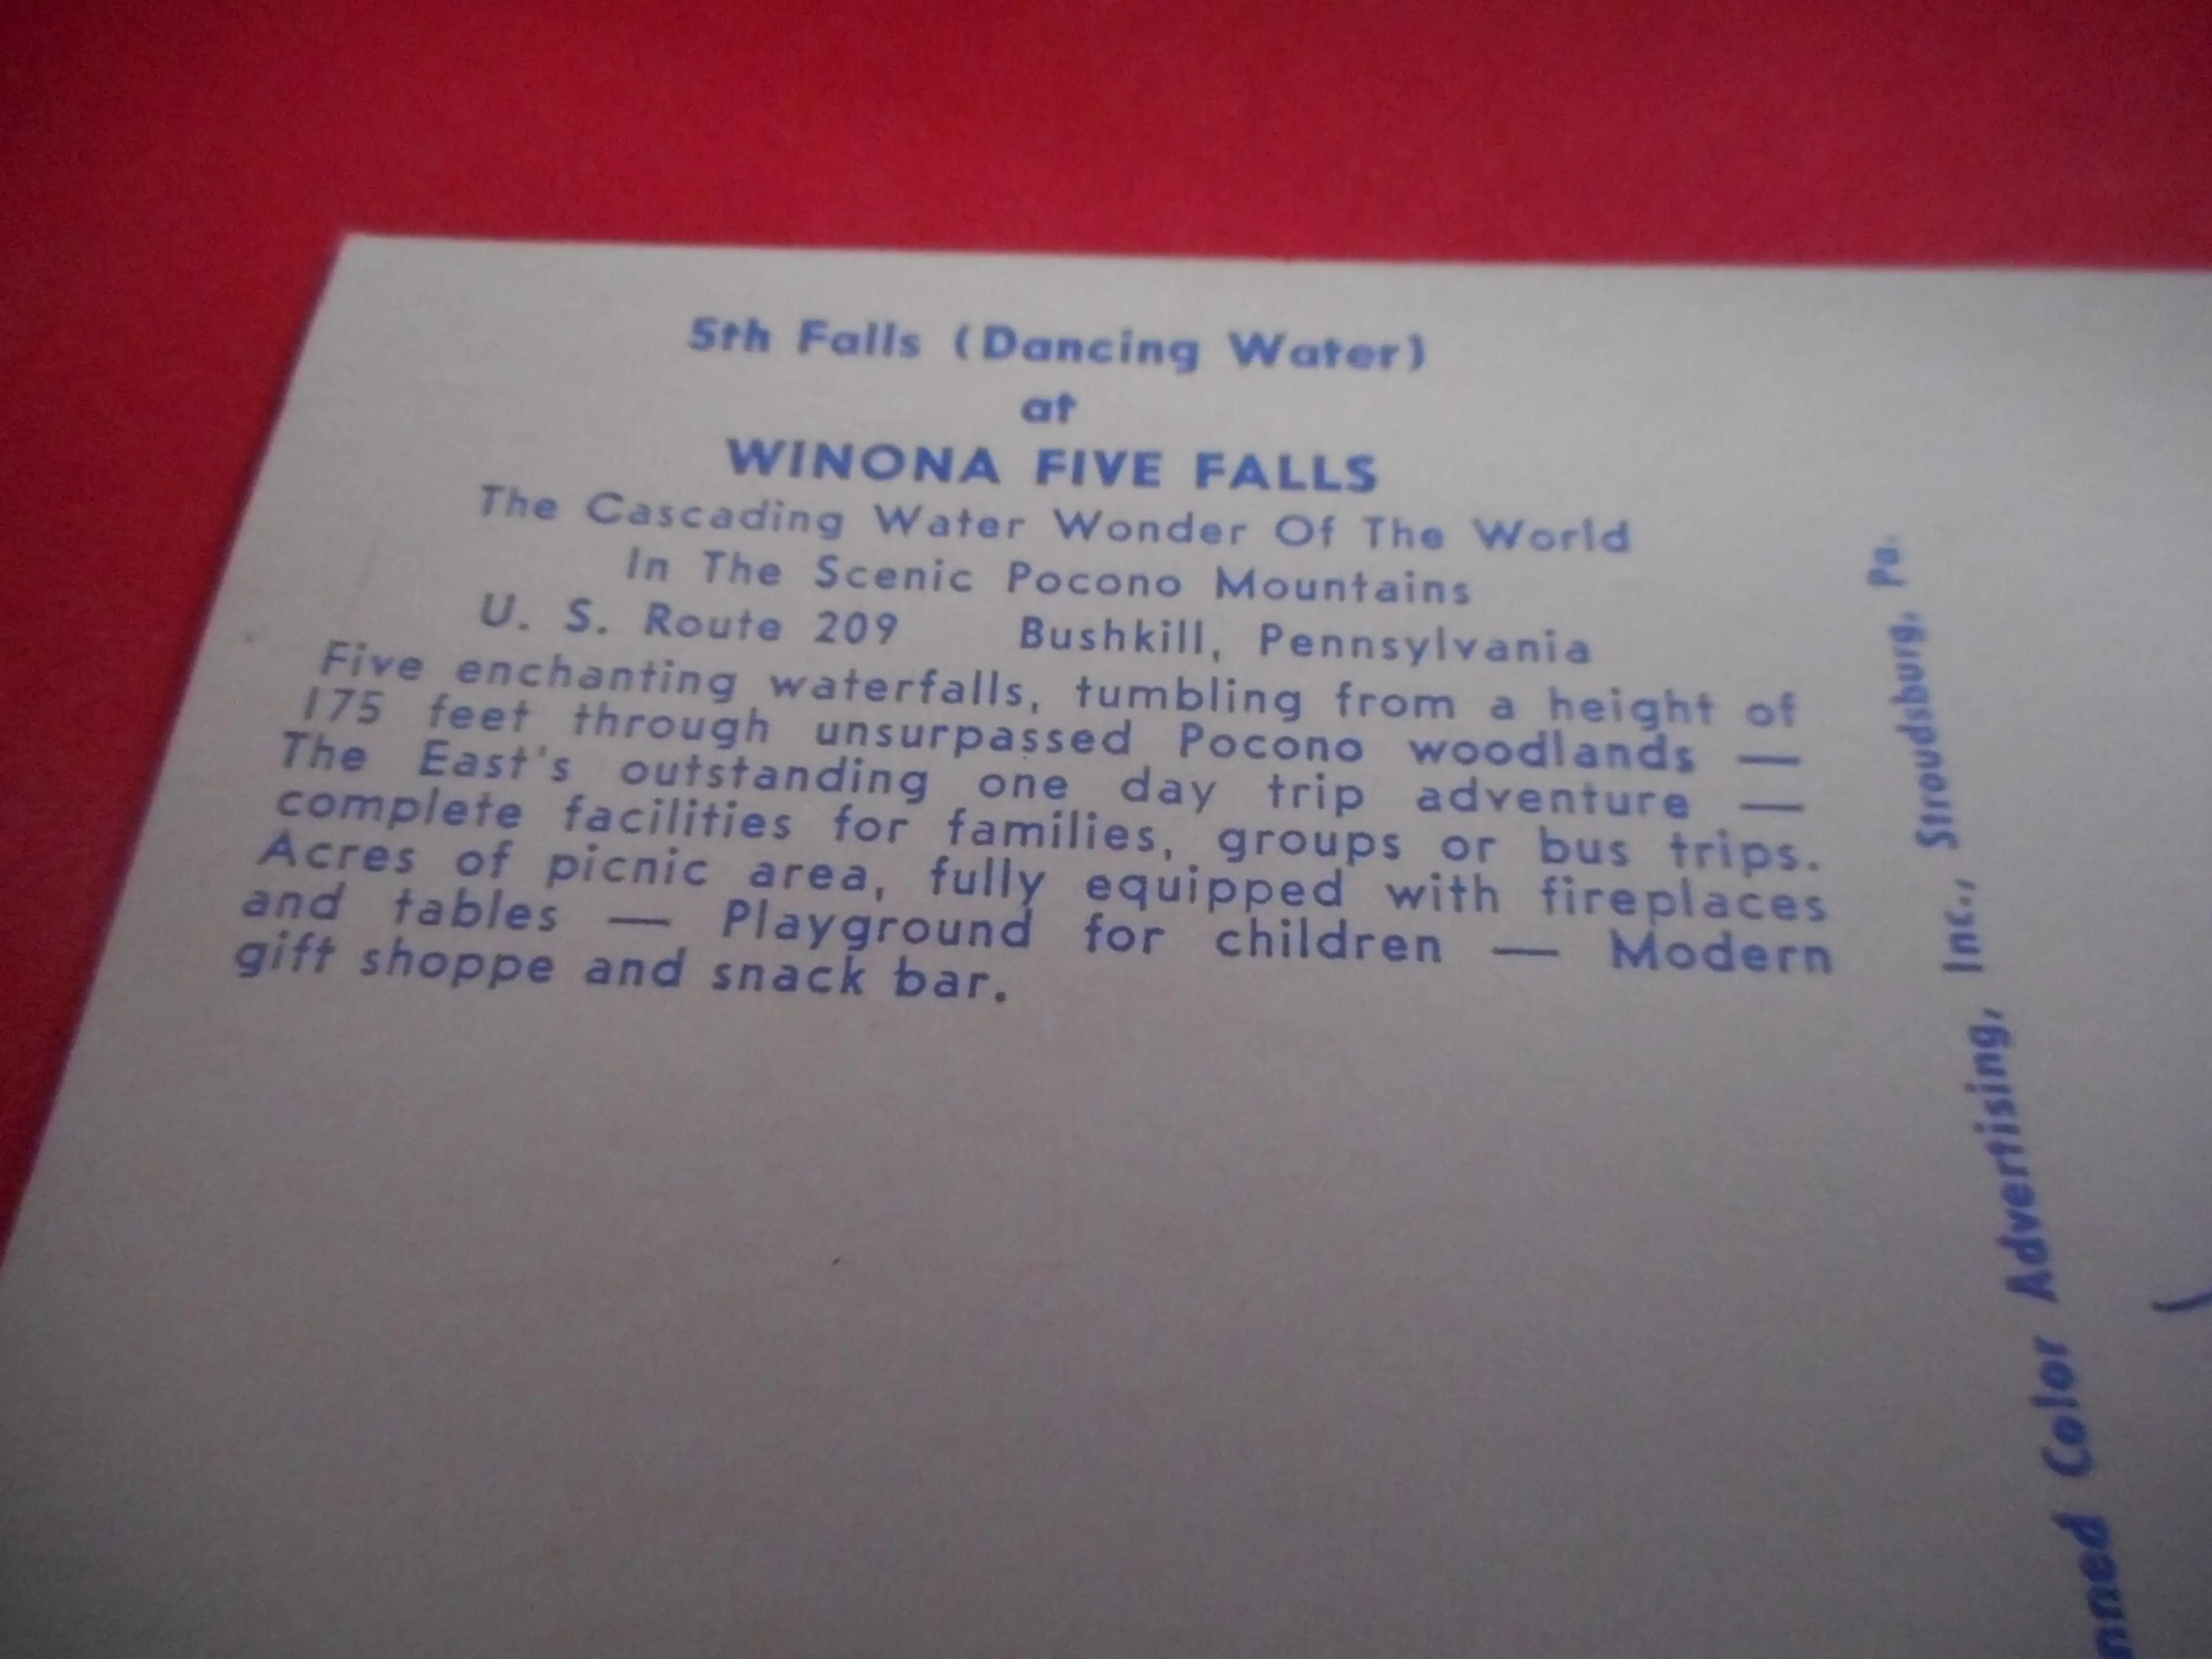 5th Falls (Dancing Water)
at
WINONA FIVE FALLS
The Cascading Water Wonder Of The World
In The Scenic Pocono Mountains
U. S. Route 209 Bushkill, Pennsylvania
Five enchanting waterfalls, tumbling from a height of
175 feet through unsurpassed Pocono woodlands —
The East's outstanding one day trip adventure —
complete facilities for families, groups or bus trips.
Acres of picnic area, fully equipped with fireplaces
and tables — Playground for children — Modern
gift shoppe and snack bar.
nned Color Advertising, Inc., Stroudsburg, Pa.